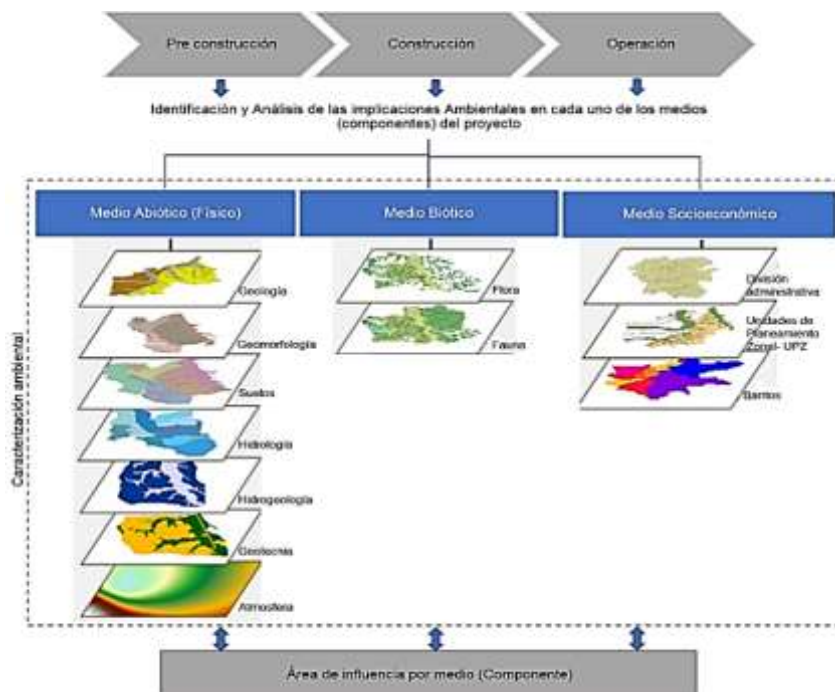 Pre construcción
Construcción
Operación
Identificación y Análisis de las implicaciones Ambientales en cada uno de los medios
(componentes) del proyecto
Medio Abiótico (Físico)
Medio Biótico
Medio Socioeconómico
Caracterización ambiental
Geología
Geomorfología
Suelos
Hidrología
Hidrogeología
Geotecnia
Atmosfera
Flora
Fauna
División
administrativa
Unidades de
Planeamiento
Zonal- UPZ
Barrios
Área de influencia por medio (Componente)